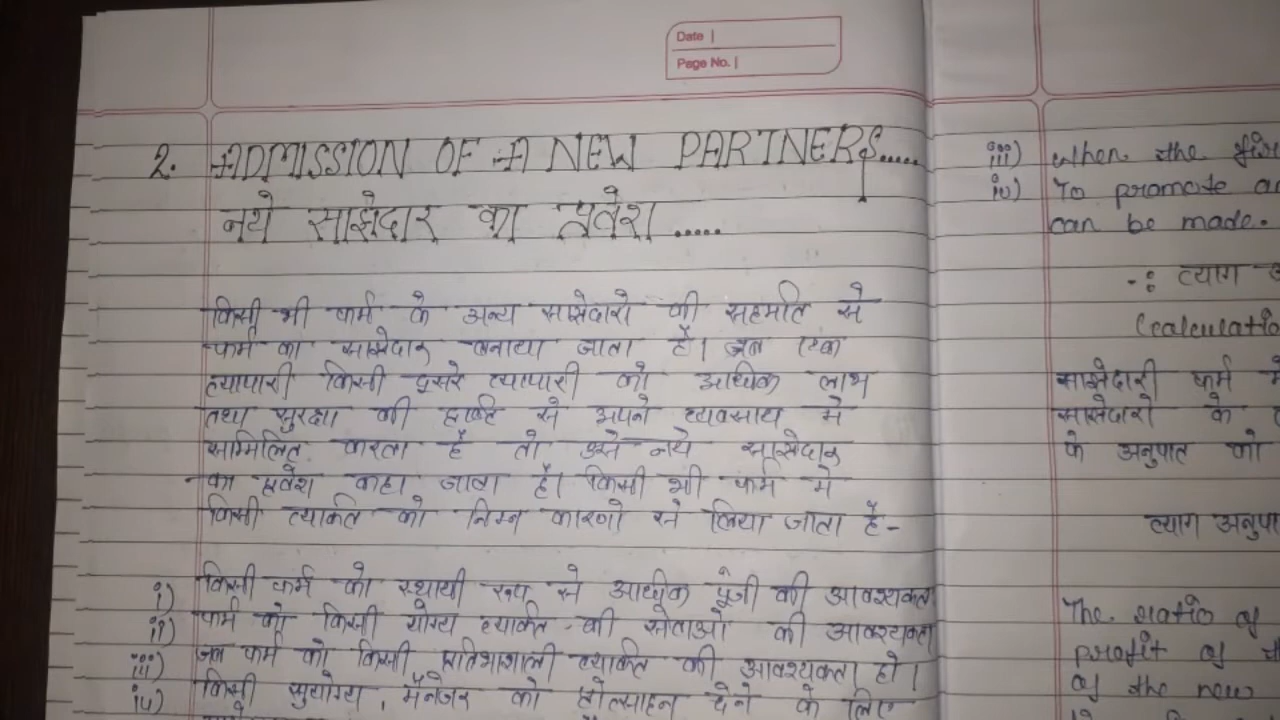 Date
Page No.
2. ADMISSION OF A NEW PARTNERS.....
नये साझेदार का प्रवेश.....
किसी भी फर्म के अन्य साझेदारो की सहमति से
फर्म का साझेदार बनाया जाता है। जब एक
व्यापारी किसी दुसरे व्यापारी को अधिक लाभ
तथा सुरक्षा की से अपने व्यवसाय मे
सम्मिलित करता है तो उसे नये साझेदार
का प्रवेश कहा जाता है। किसी भी फर्म मे
किसी व्यक्ति को निम्न कारणो से लिया जाता है-
i) किसी फर्म को स्थायी रूप से अधिक पूंजी की आवश्यकता
ii) फर्म को किसी योग्य व्यक्ति की सेवाओ की आवश्यकता
iii) जब फर्म को किसी प्रतिभाशाली व्यक्ति की आवश्यकता हो।
iv) किसी सुयोग्य मैनेजर को प्रोत्साहन देने के लिए
iii) When the
iv) To promote
can be made.
-: त्याग
साझेदारी फर्म
साझेदारो के
के अनुपात को
त्याग
The ratio of
profit of
of the new